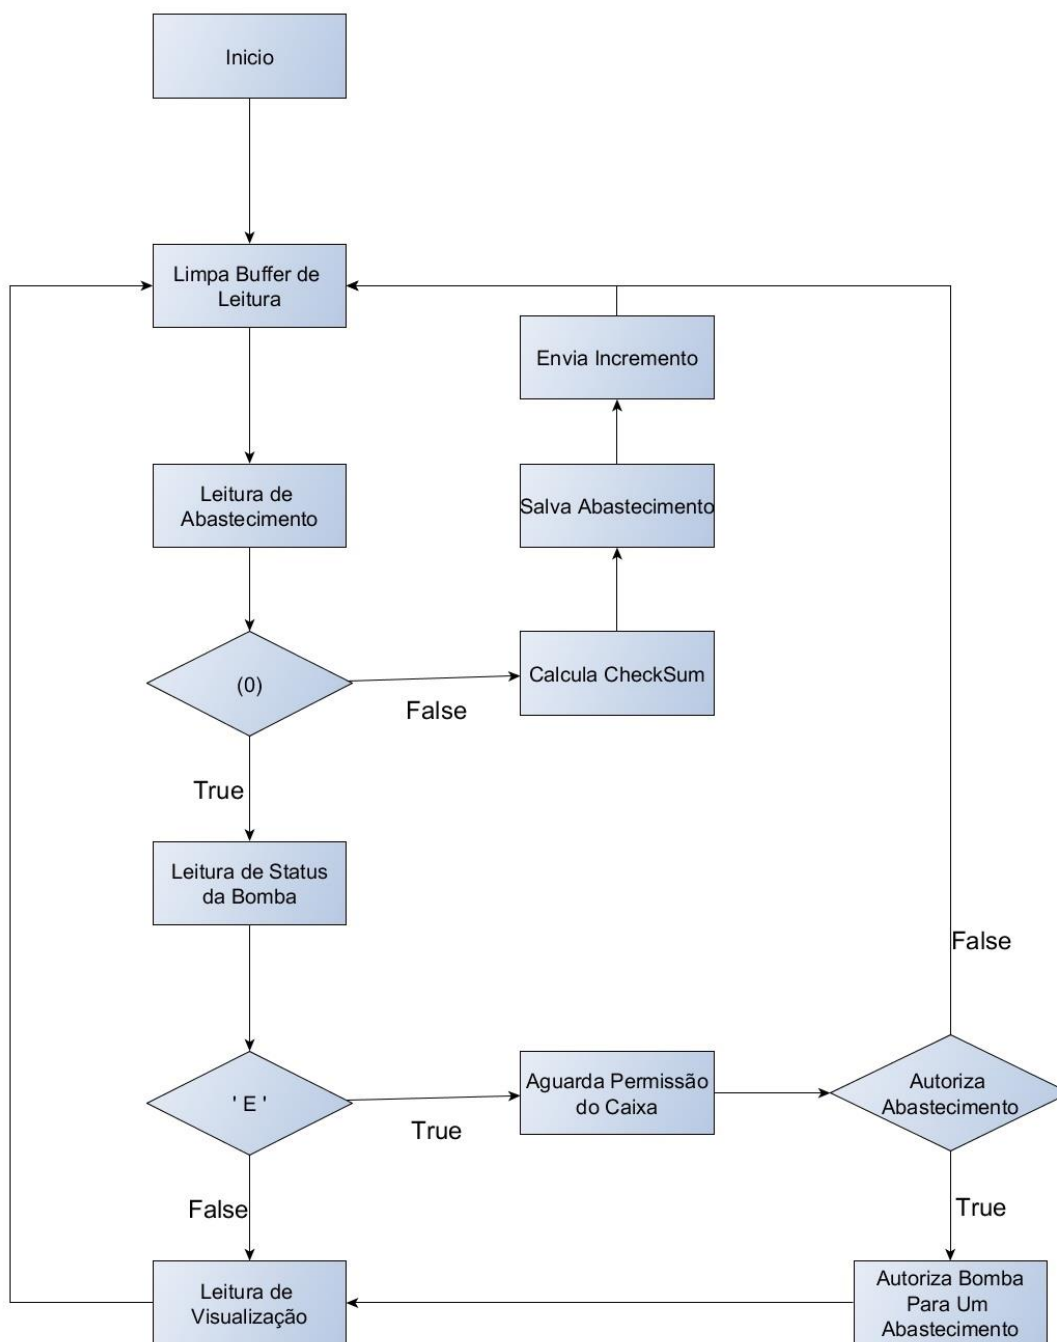 Inicio
Limpa Buffer de
Leitura
Envia Incremento
Leitura de
Abastecimento
Salva Abastecimento
(0)
False
Calcula CheckSum
True
Leitura de Status
da Bomba
False
' E '
True
Aguarda Permissão
do Caixa
Autoriza
Abastecimento
False
True
Leitura de
Visualização
Autoriza Bomba
Para Um
Abastecimento